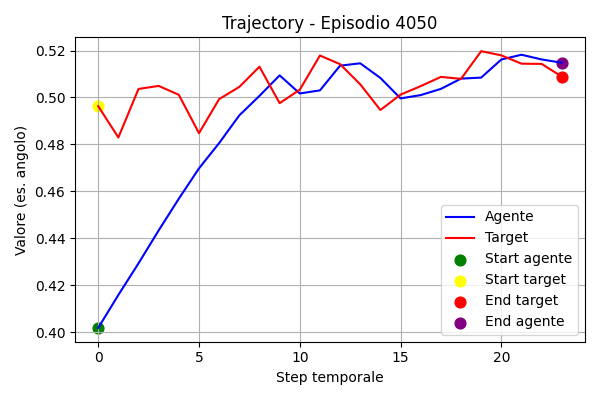 Trajectory - Episodio 4050
Valore (es. angolo)
0.52
0.50
0.48
0.46
0.44
0.42
0.40
Agente
Target
Start agente
Start target
End target
End agente
0 5 10 15 20
Step temporale